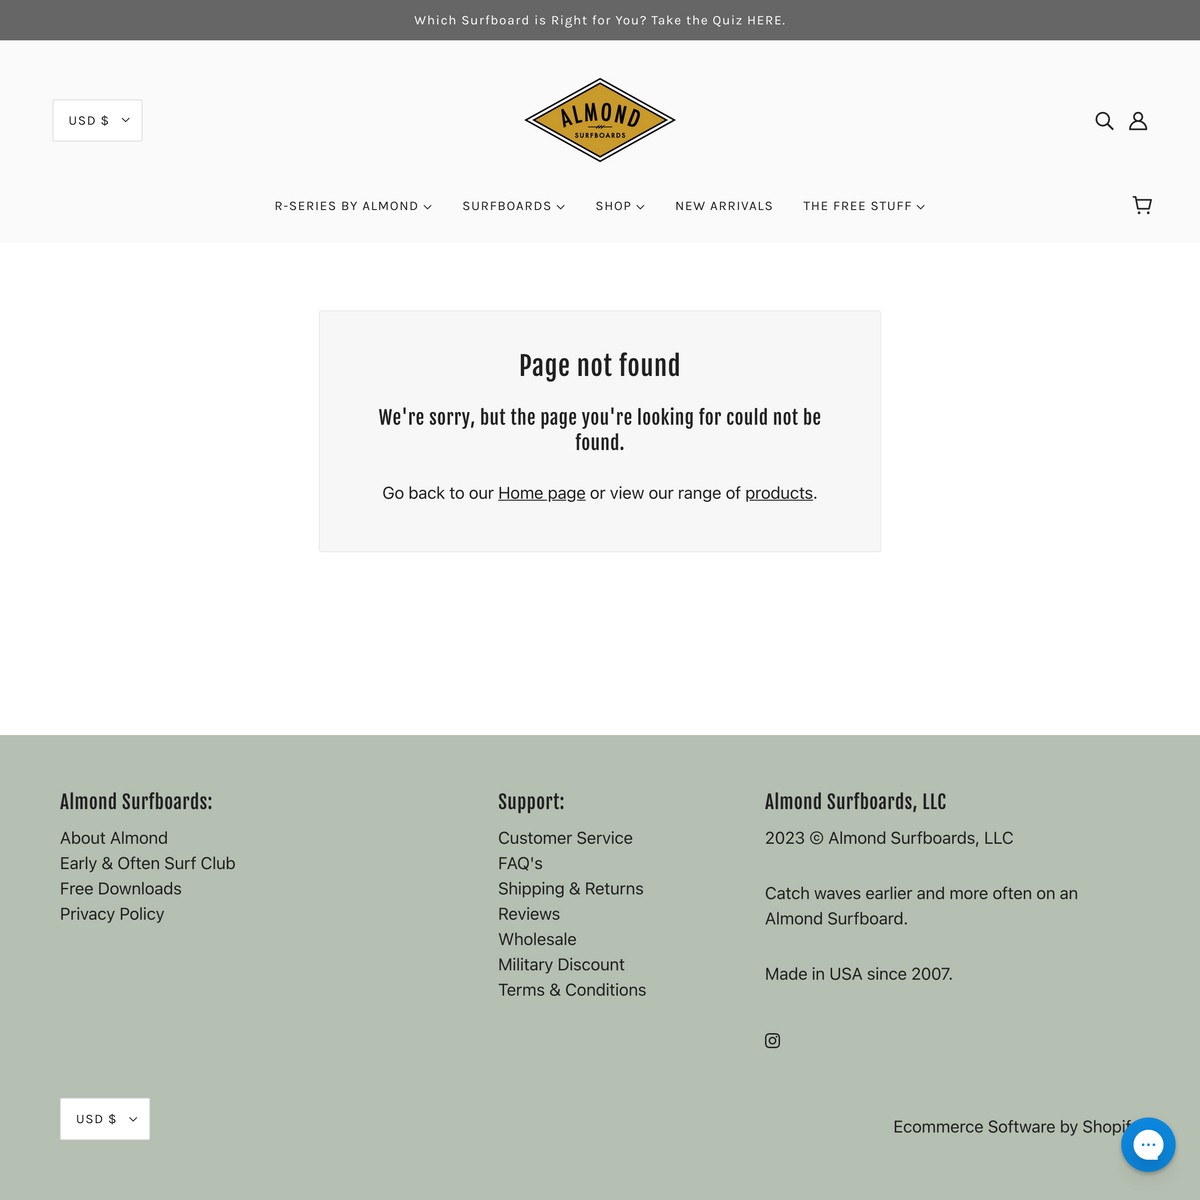 Which Surfboard is Right for You? Take the Quiz HERE.
USD $
ALMOND
SURFBOARDS
R-SERIES BY ALMOND
SURFBOARDS
SHOP
NEW ARRIVALS
THE FREE STUFF
Page not found
We're sorry, but the page you're looking for could not be
found.
Go back to our Home page or view our range of products.
Almond Surfboards:
About Almond
Early & Often Surf Club
Free Downloads
Privacy Policy
Support:
Customer Service
FAQ's
Shipping & Returns
Reviews
Wholesale
Military Discount
Terms & Conditions
Almond Surfboards, LLC
2023 © Almond Surfboards, LLC
Catch waves earlier and more often on an
Almond Surfboard.
Made in USA since 2007.
USD $
Ecommerce Software by